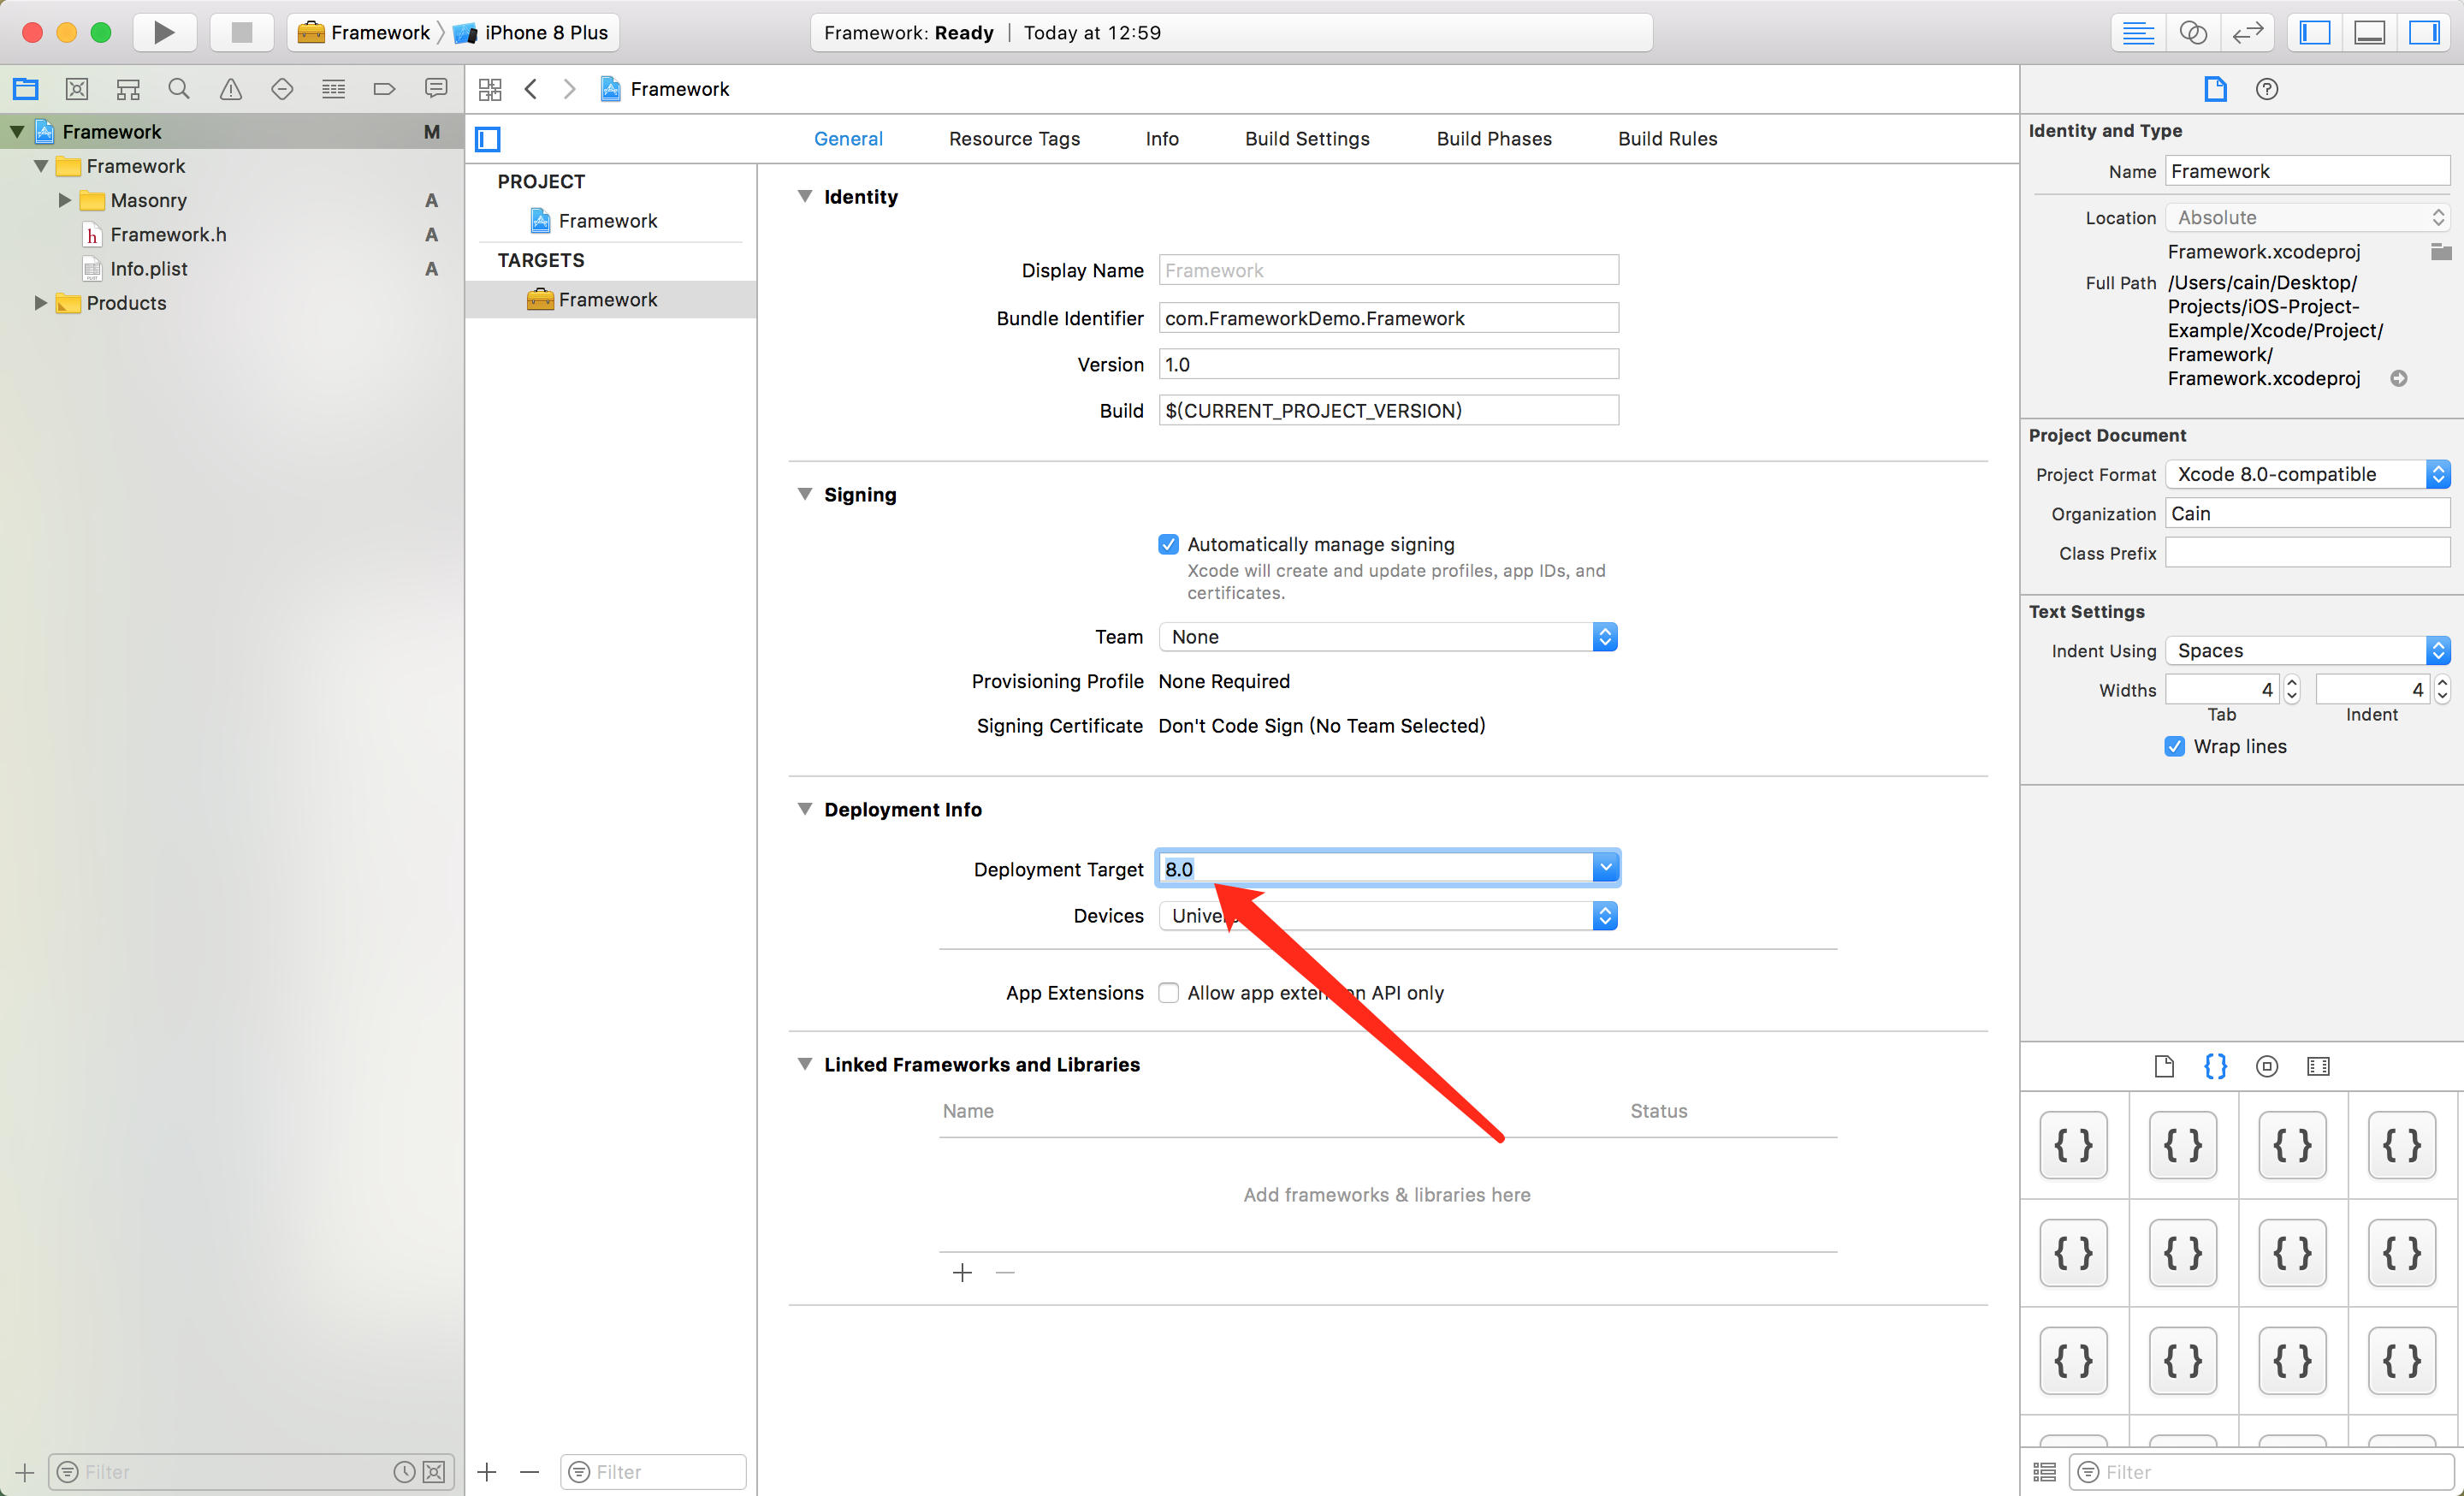 Framework
iPhone 8 Plus
Framework: Ready
Today at 12:59
Framework
M
Framework
Masonry
A
h
Framework.h
A
Info.plist
A
Products
Filter
Framework
General
Resource Tags
Info
Build Settings
Build Phases
Build Rules
PROJECT
Framework
TARGETS
Framework
Filter
Identity
Display Name
Framework
Bundle Identifier
com.FrameworkDemo.Framework
Version
1.0
Build
$(CURRENT_PROJECT_VERSION)
Signing
Automatically manage signing
Xcode will create and update profiles, app IDs, and
certificates.
Team
None
Provisioning Profile
None Required
Signing Certificate
Don't Code Sign (No Team Selected)
Deployment Info
Deployment Target
8.0
Devices
App Extensions
Allow app extension API only
Linked Frameworks and Libraries
Name
Status
Add frameworks & libraries here
Identity and Type
Name
Framework
Location
Absolute
Framework.xcodeproj
Full Path
/Users/cain/Desktop/
Projects/iOS-Project-
Example/Xcode/Project/
Framework/
Framework.xcodeproj
Project Document
Project Format
Xcode 8.0-compatible
Organization
Cain
Class Prefix
Text Settings
Indent Using
Spaces
Widths
4
4
Tab
Indent
Wrap lines
{ }
{ } { } { } { }
{ } { } { } { }
{ } { } { } { }
Filter